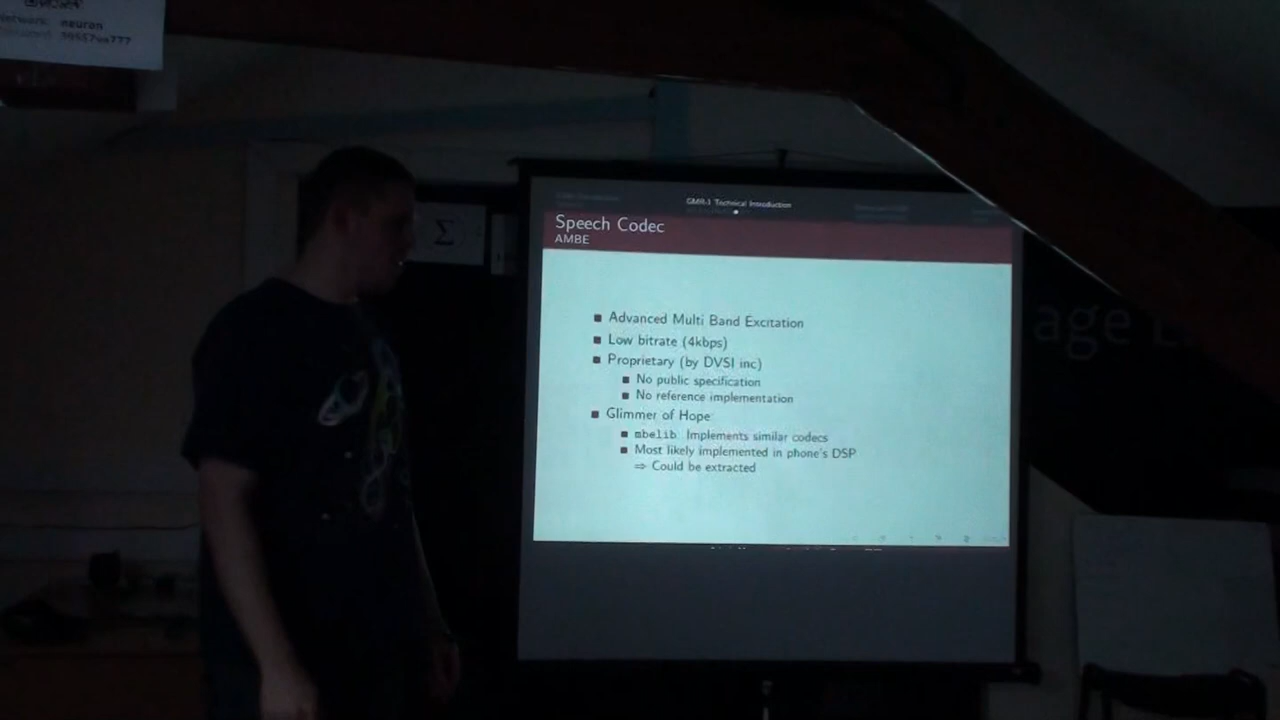 neuron
GMR-1 Technical Introduction
Speech Codec
AMBE
Advanced Multi Band Excitation
Low bitrate (4kbps)
Proprietary (by DVSI inc)
No public specification
No reference implementation
Glimmer of Hope
mbelib Implements similar codecs
Most likely implemented in phone's DSP
⇒ Could be extracted
Σ
age